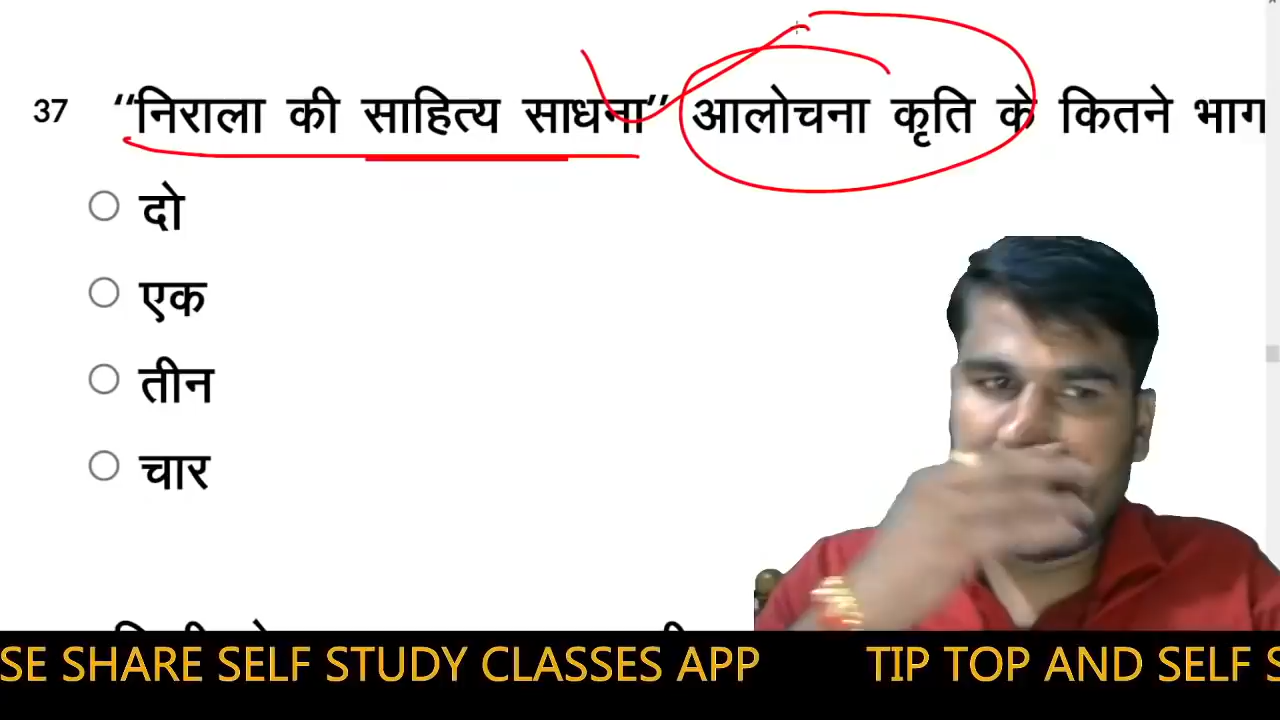 37 “निराला की साहित्य साधना” आलोचना कृति के कितने भाग
दो
एक
तीन
चार
SE SHARE SELF STUDY CLASSES APP TIP TOP AND SELF S